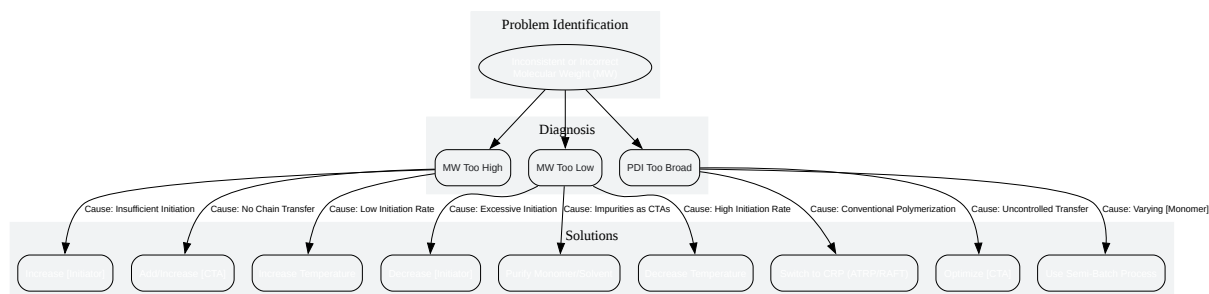 Problem Identification
Inconsistent or Incorrect
Molecular Weight (MW)
Diagnosis
MW Too High
MW Too Low
PDI Too Broad
Cause: Insufficient Initiation
Cause: No Chain Transfer
Cause: Low Initiation Rate
Cause: Excessive Initiation
Cause: Impurities as CTAs
Cause: High Initiation Rate
Cause: Conventional Polymerization
Cause: Uncontrolled Transfer
Cause: Varying [Monomer]
Solutions
Increase [Initiator]
Add/Increase [CTA]
Increase Temperature
Decrease [Initiator]
Purify Monomer/Solvent
Decrease Temperature
Switch to CRP (ATRP/RAFT)
Optimize [CTA]
Use Semi-Batch Process